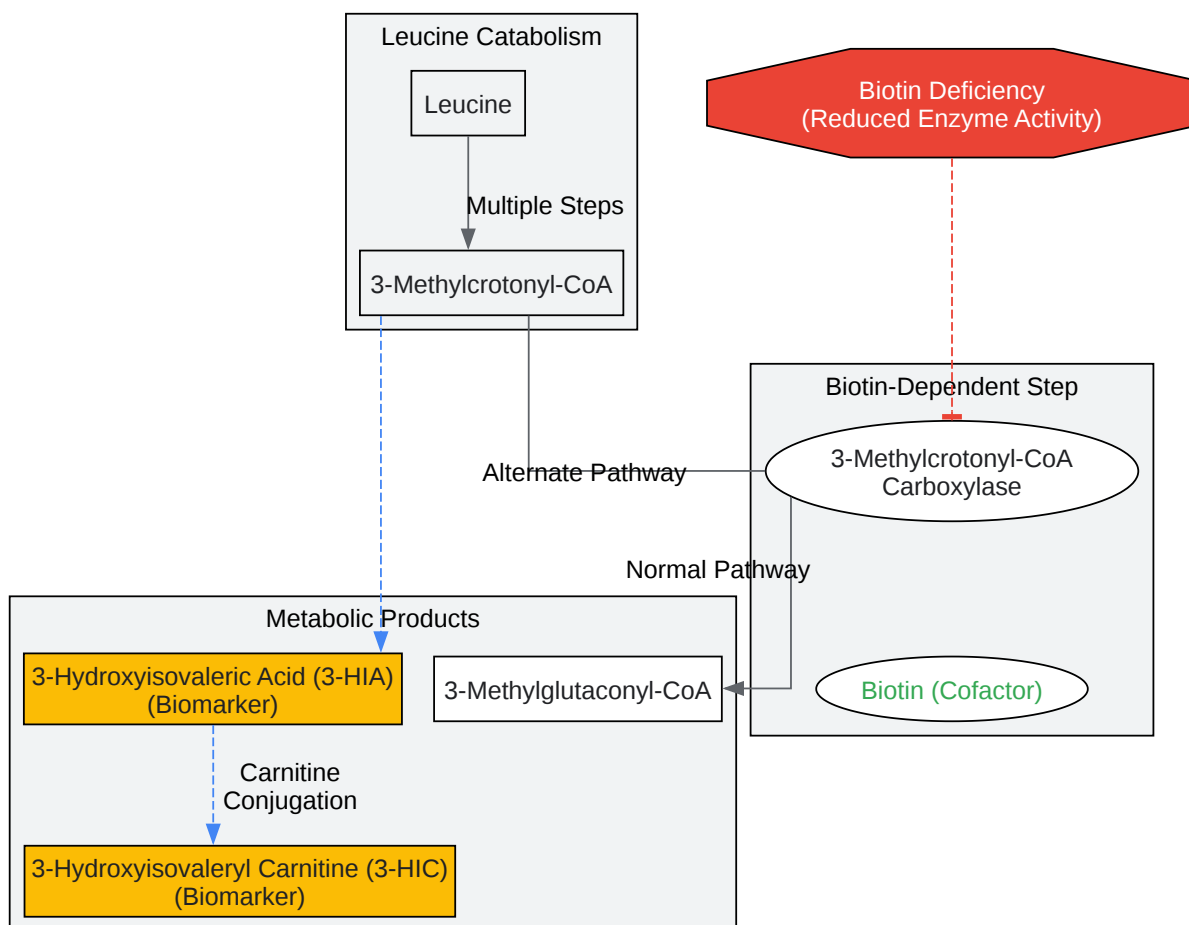 Leucine Catabolism
Leucine
Multiple Steps
3-Methylcrotonyl-CoA
Biotin Deficiency
(Reduced Enzyme Activity)
Biotin-Dependent Step
3-Methylcrotonyl-CoA
Carboxylase
Alternate Pathway
Normal Pathway
Biotin (Cofactor)
Metabolic Products
3-Hydroxyisovaleric Acid (3-HIA)
(Biomarker)
3-Methylglutaconyl-CoA
Carnitine
Conjugation
3-Hydroxyisovaleryl Carnitine (3-HIC)
(Biomarker)